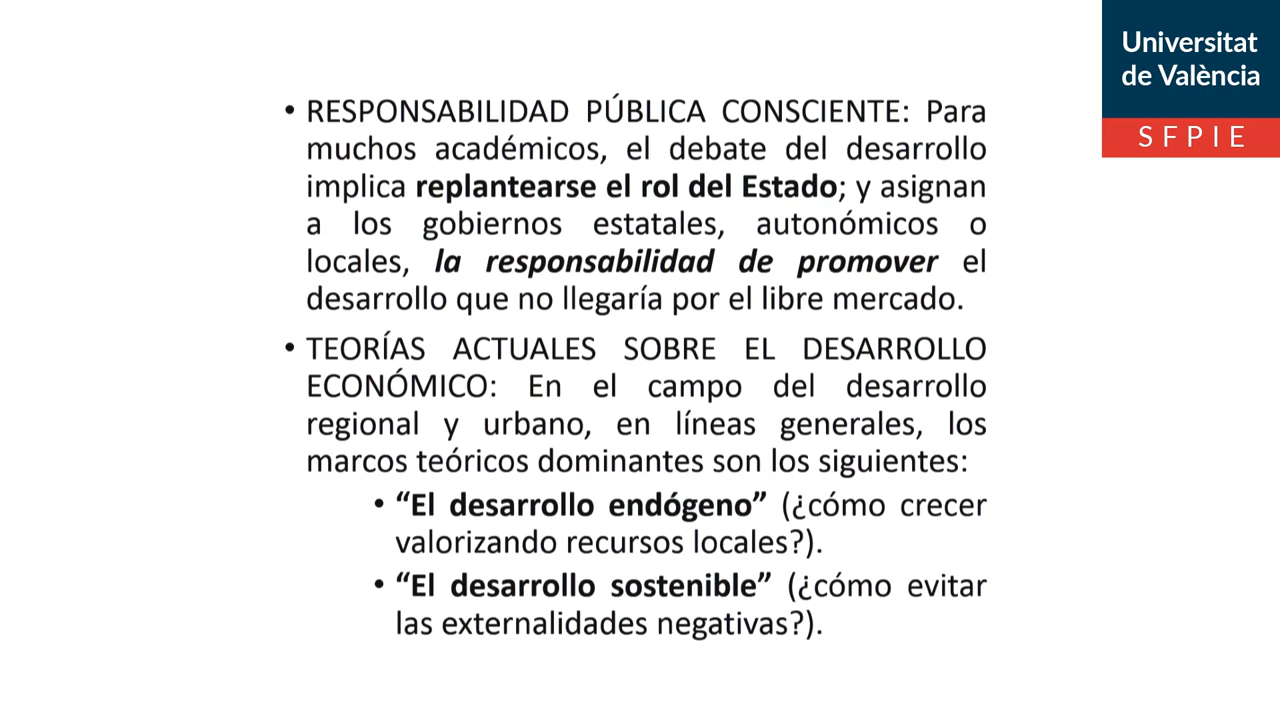 Universitat
de València
SFPIE
• RESPONSABILIDAD PÚBLICA CONSCIENTE: Para
muchos académicos, el debate del desarrollo
implica replantearse el rol del Estado; y asignan
a los gobiernos estatales, autonómicos o
locales, la responsabilidad de promover el
desarrollo que no llegaría por el libre mercado.
• TEORÍAS ACTUALES SOBRE EL DESARROLLO
ECONÓMICO: En el campo del desarrollo
regional y urbano, en líneas generales, los
marcos teóricos dominantes son los siguientes:
• “El desarrollo endógeno” (¿cómo crecer
valorizando recursos locales?).
• “El desarrollo sostenible” (¿cómo evitar
las externalidades negativas?).